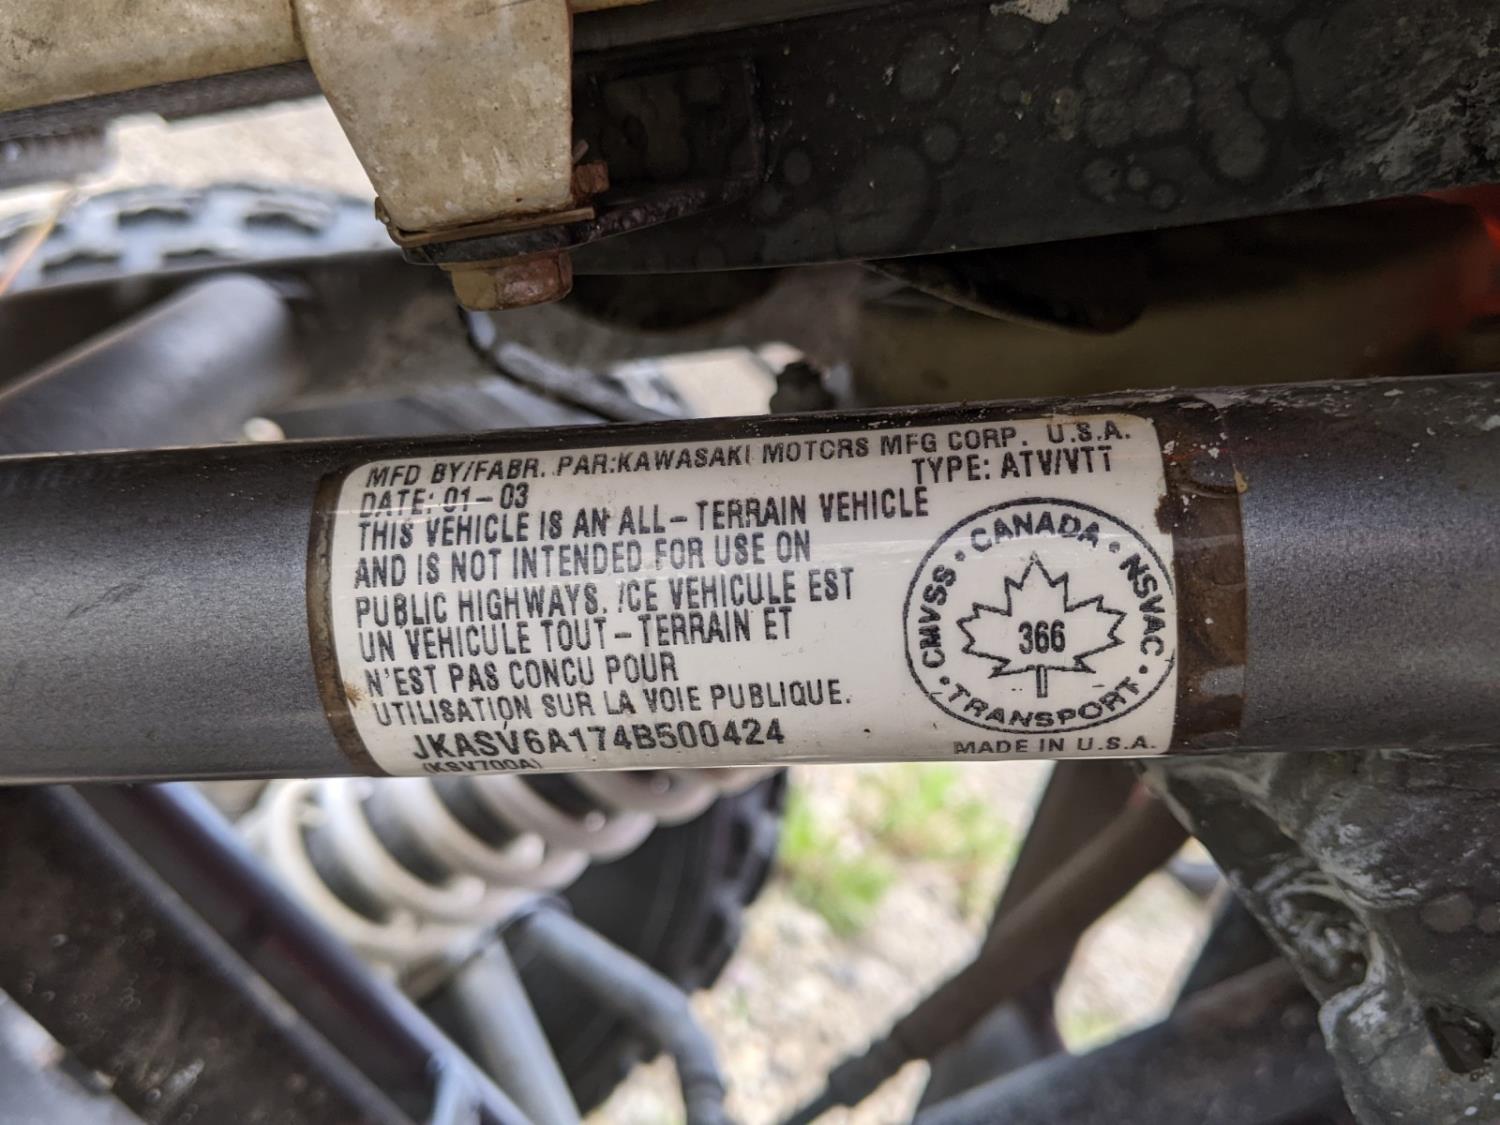 MFD BY/FABR. PAR:KAWASAKI MOTORS MFG CORP. U.S.A.
DATE: 01-03 TYPE: ATV/VTT
THIS VEHICLE IS AN ALL-TERRAIN VEHICLE
AND IS NOT INTENDED FOR USE ON
PUBLIC HIGHWAYS. /CE VEHICULE EST
UN VEHICULE TOUT-TERRAIN ET
N'EST PAS CONCU POUR
UTILISATION SUR LA VOIE PUBLIQUE.
JKASV6A174B500424
(KSV700A)
CMVSS · CANADA · NSVAC · TRANSPORT ·
366
MADE IN U.S.A.